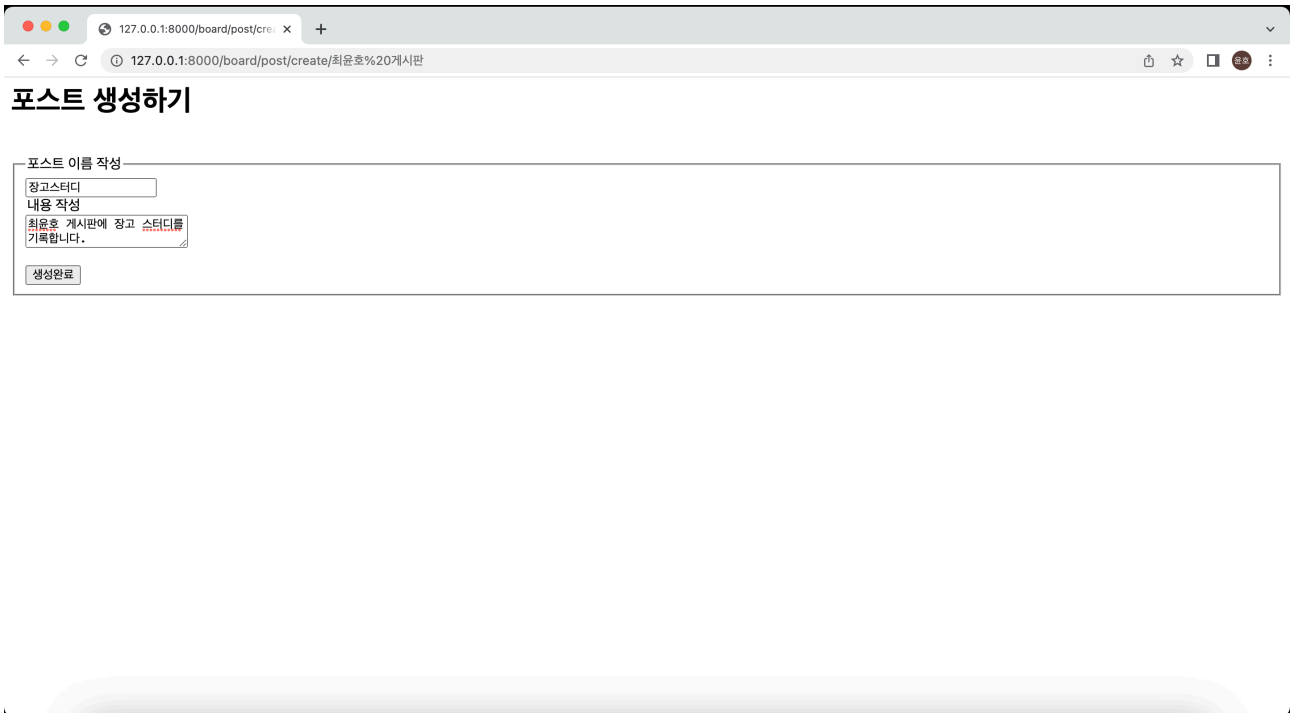 127.0.0.1:8000/board/post/cre
127.0.0.1:8000/board/post/create/최윤호%20게시판
윤호
포스트 생성하기
포스트 이름 작성
장고스터디
내용 작성
최윤호 게시판에 장고 스터디를
기록합니다.
생성완료